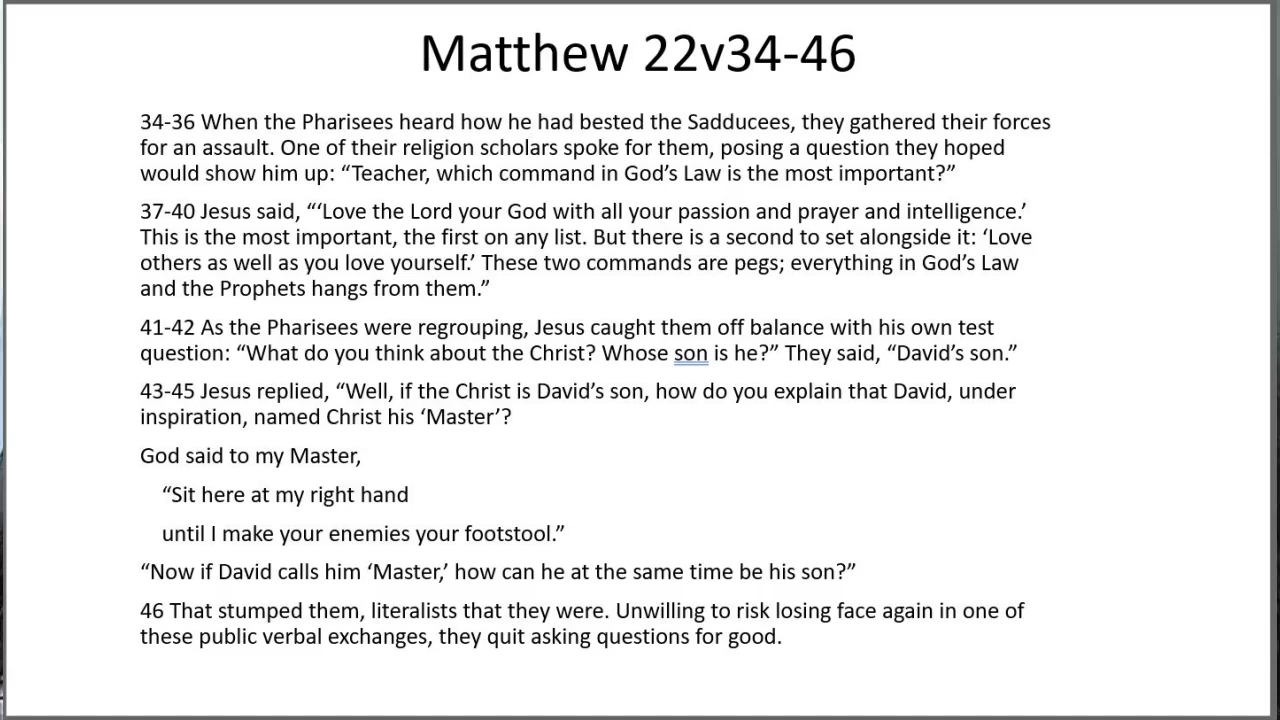 Matthew 22v34-46
34-36 When the Pharisees heard how he had bested the Sadducees, they gathered their forces
for an assault. One of their religion scholars spoke for them, posing a question they hoped
would show him up: “Teacher, which command in God’s Law is the most important?”
37-40 Jesus said, “‘Love the Lord your God with all your passion and prayer and intelligence.’
This is the most important, the first on any list. But there is a second to set alongside it: ‘Love
others as well as you love yourself.’ These two commands are pegs; everything in God’s Law
and the Prophets hangs from them.”
41-42 As the Pharisees were regrouping, Jesus caught them off balance with his own test
question: “What do you think about the Christ? Whose son is he?” They said, “David’s son.”
43-45 Jesus replied, “Well, if the Christ is David’s son, how do you explain that David, under
inspiration, named Christ his ‘Master’?
God said to my Master,
“Sit here at my right hand
until I make your enemies your footstool.”
“Now if David calls him ‘Master,’ how can he at the same time be his son?”
46 That stumped them, literalists that they were. Unwilling to risk losing face again in one of
these public verbal exchanges, they quit asking questions for good.